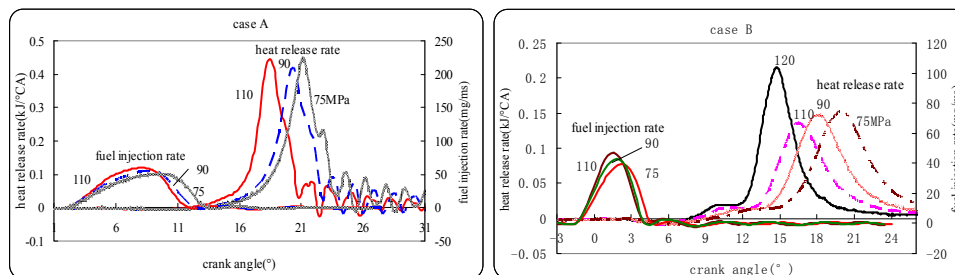 case A
heat release rate(kJ/°CA)
0.5
0.4
0.3
0.2
0.1
0
-0.1
heat release rate
90
110
75MPa
fuel injection rate
110
90
75
250
200
150
100
50
0
-50
fuel injection rate(mg/ms)
1 6 11 16 21 26 31
crank angle(°)
case B
heat release rate(kJ/°CA)
0.25
0.2
0.15
0.1
0.05
0
-0.05
120
heat release rate
110
90
75MPa
fuel injection rate
90
110
75
120
100
80
60
40
20
0
-20
-3 0 3 6 9 12 15 18 21 24
crank angle(°)